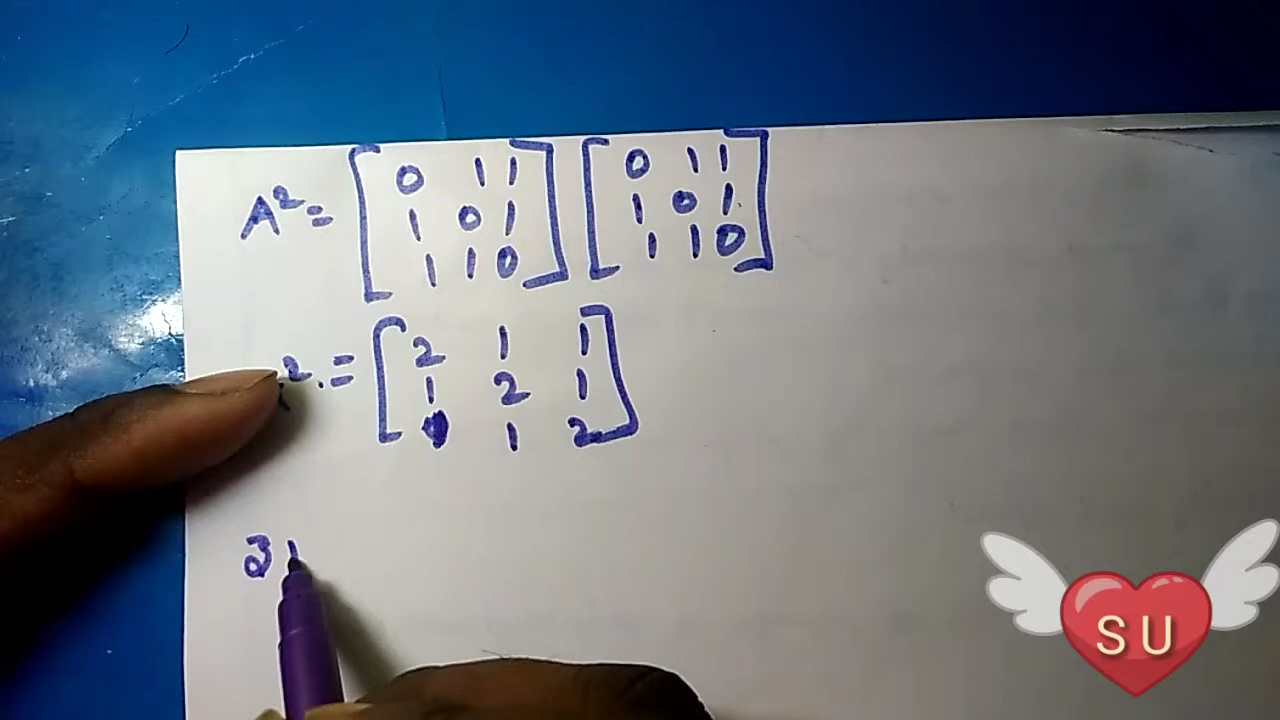 A² = [ 0 1 1 ] [ 0 1 1 ]
1 0 1 1 0 1
1 1 0 1 1 0
². = [ 2 1 1 ]
1 2 1
1 2
SU